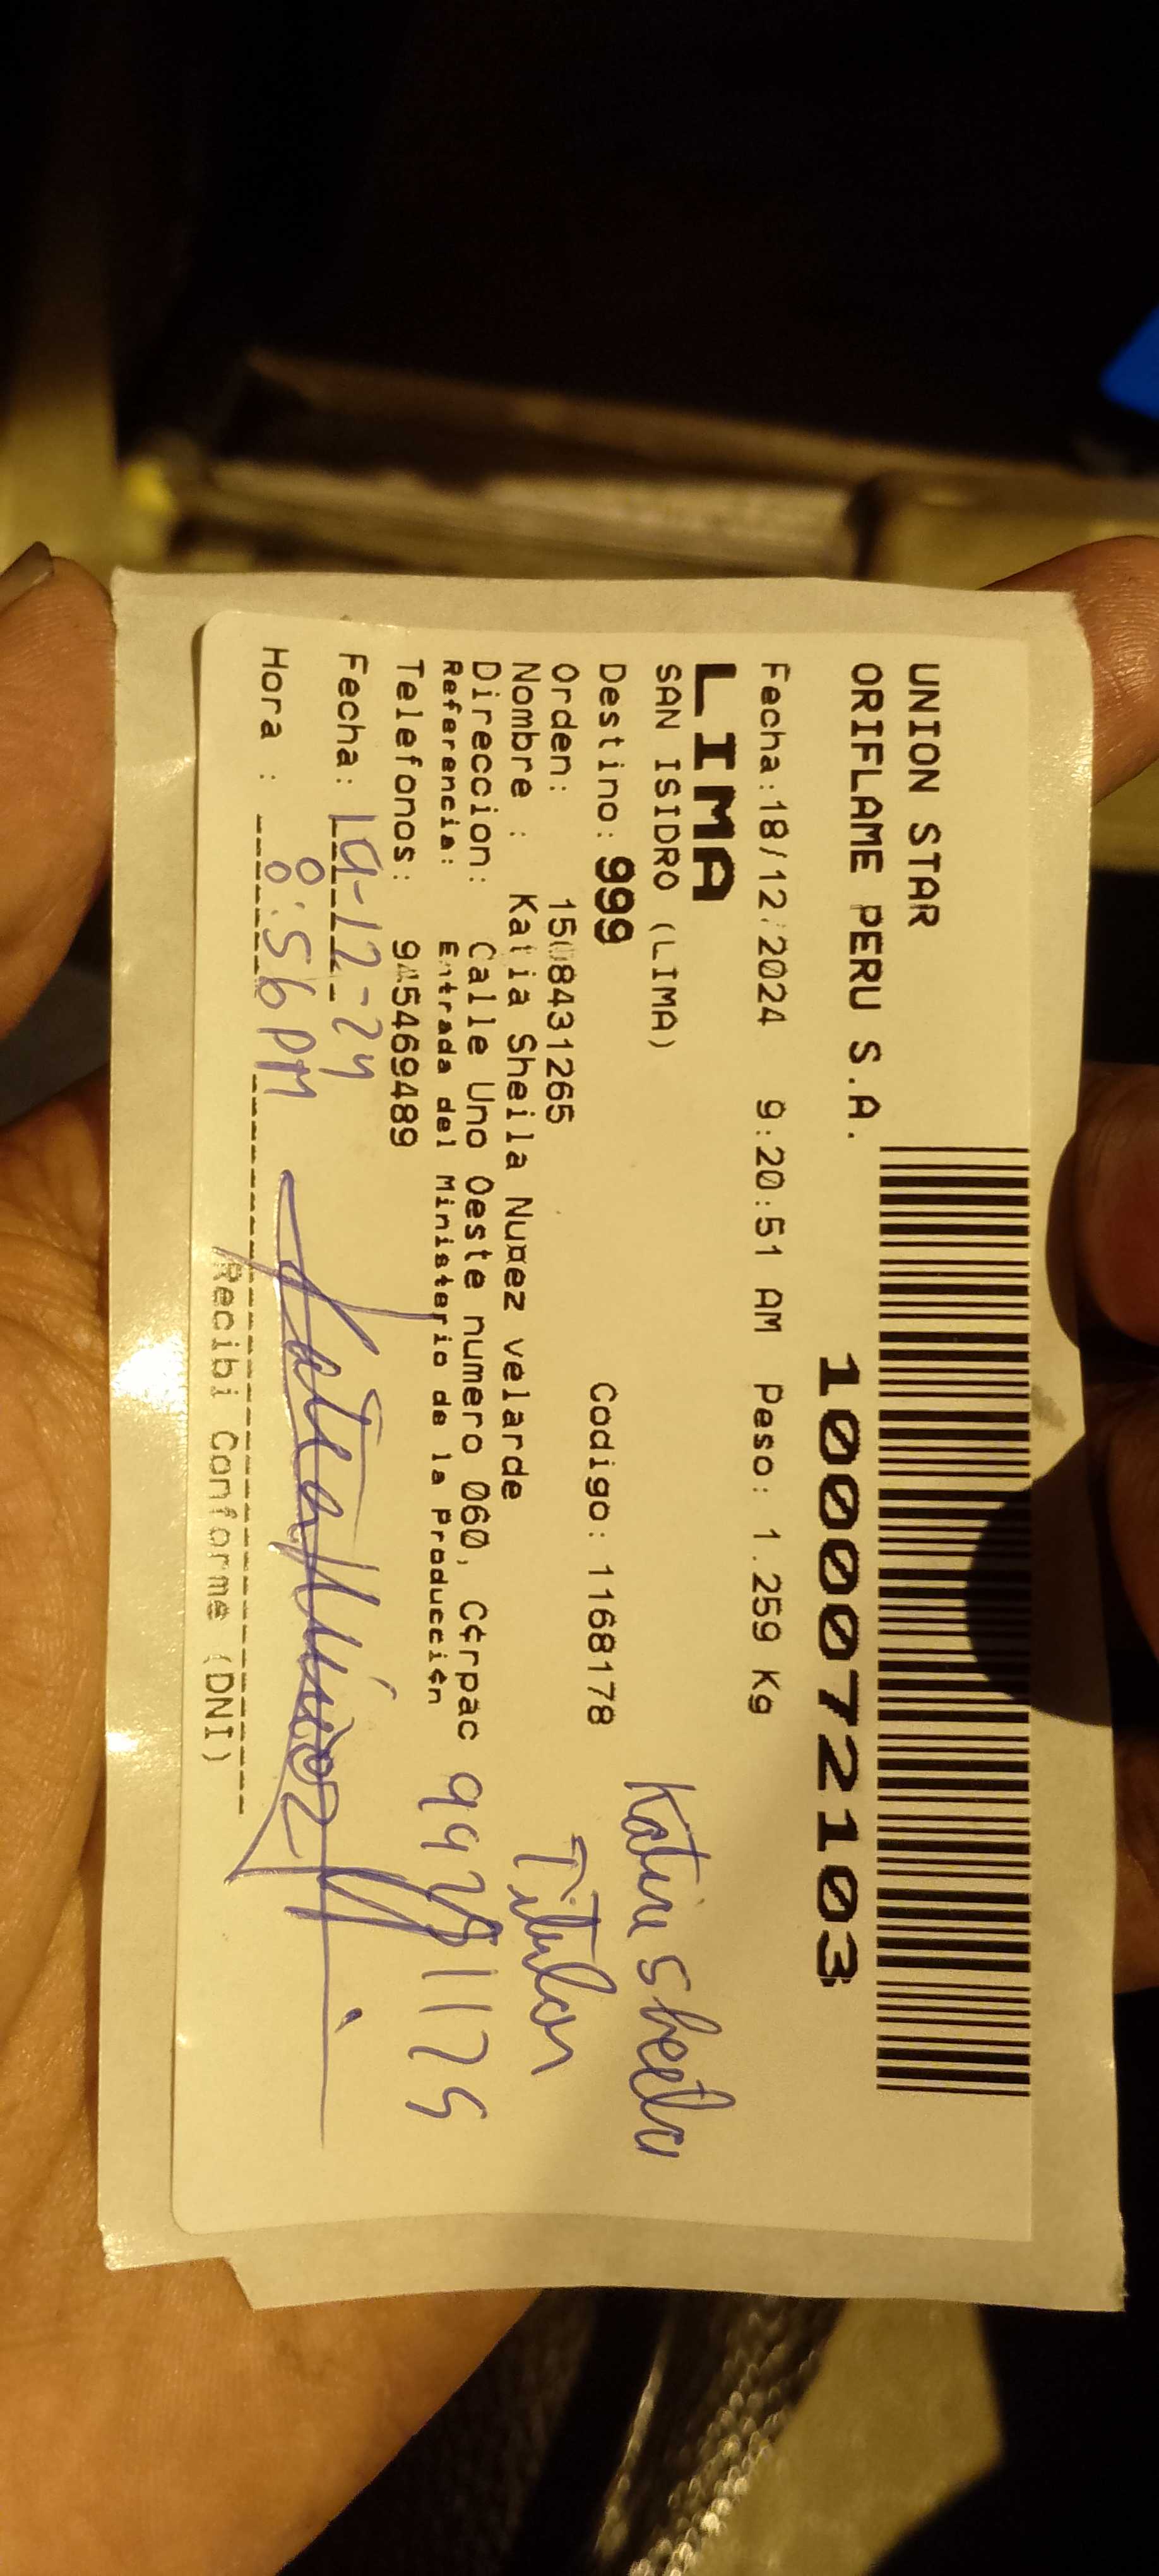 UNION STAR
ORIFLAME PERU S.A.
1000072103
Fecha:18/12/2024 9:20:51 AM Peso: 1.259 Kg
LIMA
SAN ISIDRO (LIMA)
Destino: 999 Codigo: 1168178
Katia Sheila
Orden: 1508431265
Titular
Nombre : Katia Sheila Nu¤ez velarde
Direccion: Calle Uno Oeste numero 060, C¢rpac
Referencia: Entrada del Ministerio de la Producci¢n
Telefonos: 945469489
Fecha: 19-12-24
Hora : 8:56 PM
Recibi Conforme (DNI)